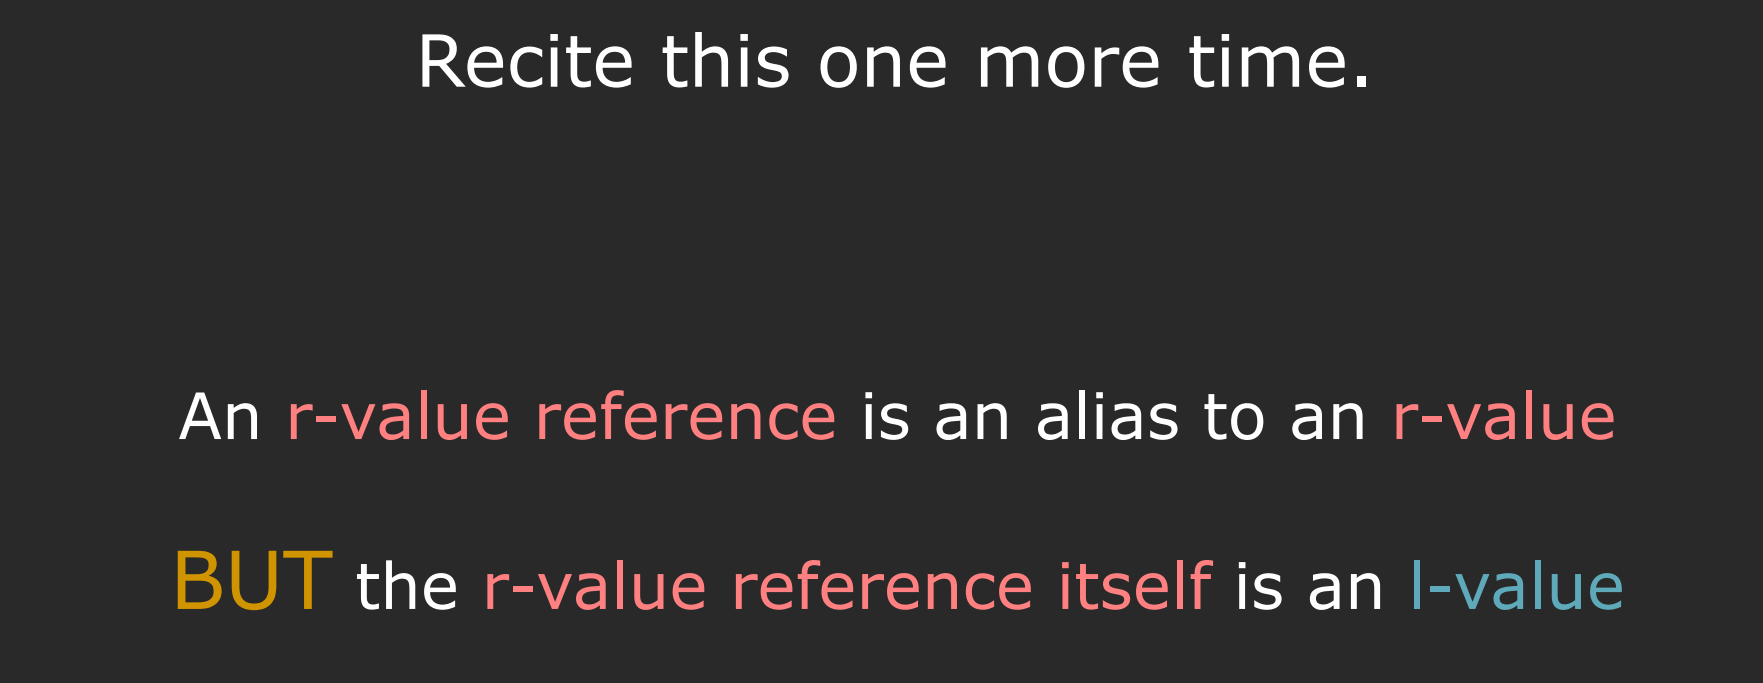 Recite this one more time.
An r-value reference is an alias to an r-value
BUT the r-value reference itself is an l-value